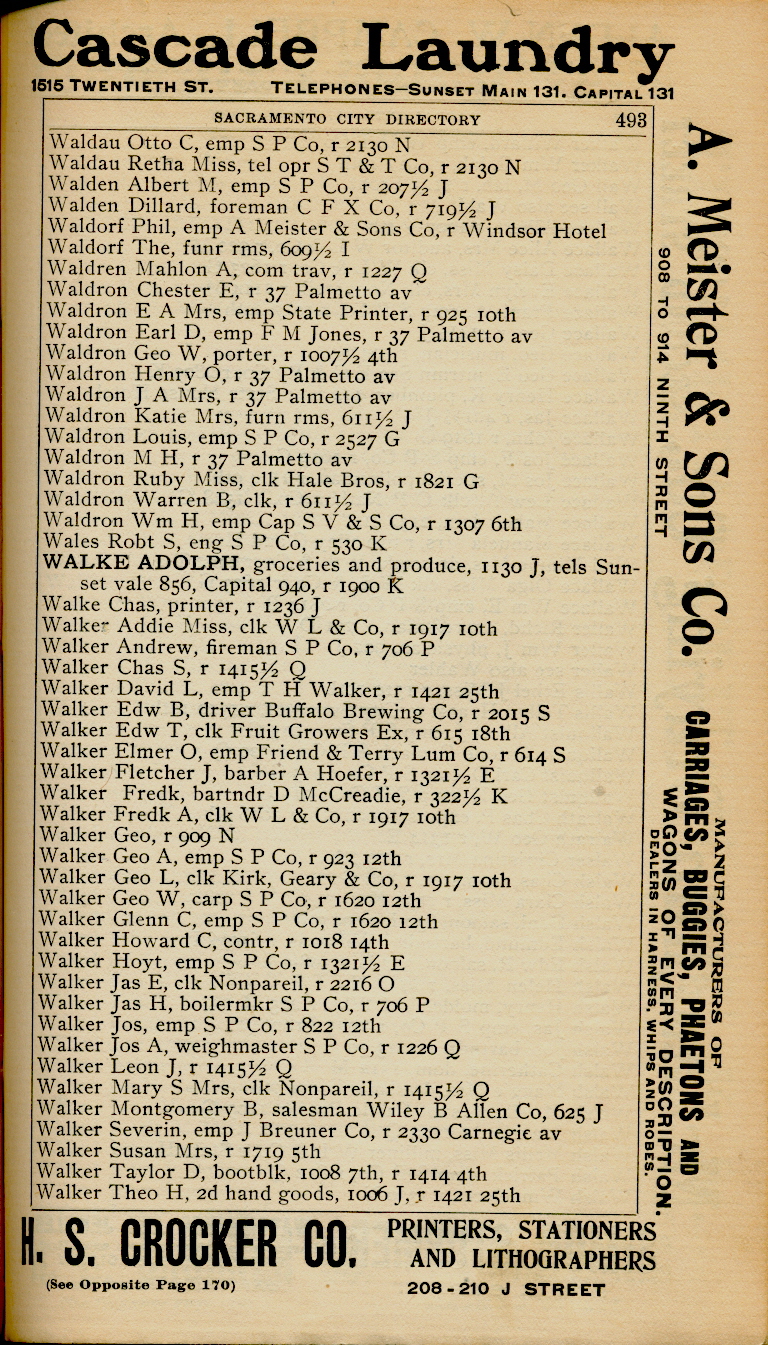 Cascade Laundry
1515 TWENTIETH ST. TELEPHONES—SUNSET MAIN 131. CAPITAL 131
SACRAMENTO CITY DIRECTORY 493
Waldau Otto C, emp S P Co, r 2130 N
Waldau Retha Miss, tel opr S T & T Co, r 2130 N
Walden Albert M, emp S P Co, r 207½ J
Walden Dillard, foreman C F X Co, r 719½ J
Waldorf Phil, emp A Meister & Sons Co, r Windsor Hotel
Waldorf The, funr rms, 609½ I
Waldren Mahlon A, com trav, r 1227 Q
Waldron Chester E, r 37 Palmetto av
Waldron E A Mrs, emp State Printer, r 925 10th
Waldron Earl D, emp F M Jones, r 37 Palmetto av
Waldron Geo W, porter, r 1007½ 4th
Waldron Henry O, r 37 Palmetto av
Waldron J A Mrs, r 37 Palmetto av
Waldron Katie Mrs, furn rms, 611½ J
Waldron Louis, emp S P Co, r 2527 G
Waldron M H, r 37 Palmetto av
Waldron Ruby Miss, clk Hale Bros, r 1821 G
Waldron Warren B, clk, r 611½ J
Waldron Wm H, emp Cap S V & S Co, r 1307 6th
Wales Robt S, eng S P Co, r 530 K
WALKE ADOLPH, groceries and produce, 1130 J, tels Sun-
set vale 856, Capital 940, r 1900 K
Walke Chas, printer, r 1236 J
Walker Addie Miss, clk W L & Co, r 1917 10th
Walker Andrew, fireman S P Co, r 706 P
Walker Chas S, r 1415½ Q
Walker David L, emp T H Walker, r 1421 25th
Walker Edw B, driver Buffalo Brewing Co, r 2015 S
Walker Edw T, clk Fruit Growers Ex, r 615 18th
Walker Elmer O, emp Friend & Terry Lum Co, r 614 S
Walker Fletcher J, barber A Hoefer, r 1321½ E
Walker Fredk, bartndr D McCreadie, r 322½ K
Walker Fredk A, clk W L & Co, r 1917 10th
Walker Geo, r 909 N
Walker Geo A, emp S P Co, r 923 12th
Walker Geo L, clk Kirk, Geary & Co, r 1917 10th
Walker Geo W, carp S P Co, r 1620 12th
Walker Glenn C, emp S P Co, r 1620 12th
Walker Howard C, contr, r 1018 14th
Walker Hoyt, emp S P Co, r 1321½ E
Walker Jas E, clk Nonpareil, r 2216 O
Walker Jas H, boilermkr S P Co, r 706 P
Walker Jos, emp S P Co, r 822 12th
Walker Jos A, weighmaster S P Co, r 1226 Q
Walker Leon J, r 1415½ Q
Walker Mary S Mrs, clk Nonpareil, r 1415½ Q
Walker Montgomery B, salesman Wiley B Allen Co, 625 J
Walker Severin, emp J Breuner Co, r 2330 Carnegie av
Walker Susan Mrs, r 1719 5th
Walker Taylor D, bootblk, 1008 7th, r 1414 4th
Walker Theo H, 2d hand goods, 1006 J, r 1421 25th
A. Meister & Sons Co.
908 TO 914 NINTH STREET
MANUFACTURERS OF
CARRIAGES, BUGGIES, PHAETONS AND
WAGONS OF EVERY DESCRIPTION.
DEALERS IN HARNESS, WHIPS AND ROBES.
H. S. CROCKER CO.
(See Opposite Page 170)
PRINTERS, STATIONERS
AND LITHOGRAPHERS
208-210 J STREET